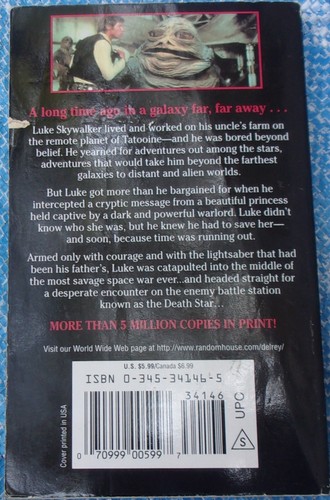 A long time ago in a galaxy far, far away . . .
Luke Skywalker lived and worked on his uncle's farm on
the remote planet of Tatooine—and he was bored beyond
belief. He yearned for adventures out among the stars,
adventures that would take him beyond the farthest
galaxies to distant and alien worlds.
But Luke got more than he bargained for when he
intercepted a cryptic message from a beautiful princess
held captive by a dark and powerful warlord. Luke didn't
know who she was, but he knew he had to save her—
and soon, because time was running out.
Armed only with courage and with the lightsaber that had
been his father's, Luke was catapulted into the middle of
the most savage space war ever...and headed straight for
a desperate encounter on the enemy battle station
known as the Death Star...
MORE THAN 5 MILLION COPIES IN PRINT!
Visit our World Wide Web page at http://www.randomhouse.com/delrey/
U.S. $5.99/Canada $6.99
ISBN 0-345-34146-5
34146
0 70999 00599 7
UPC
S
Cover printed in USA